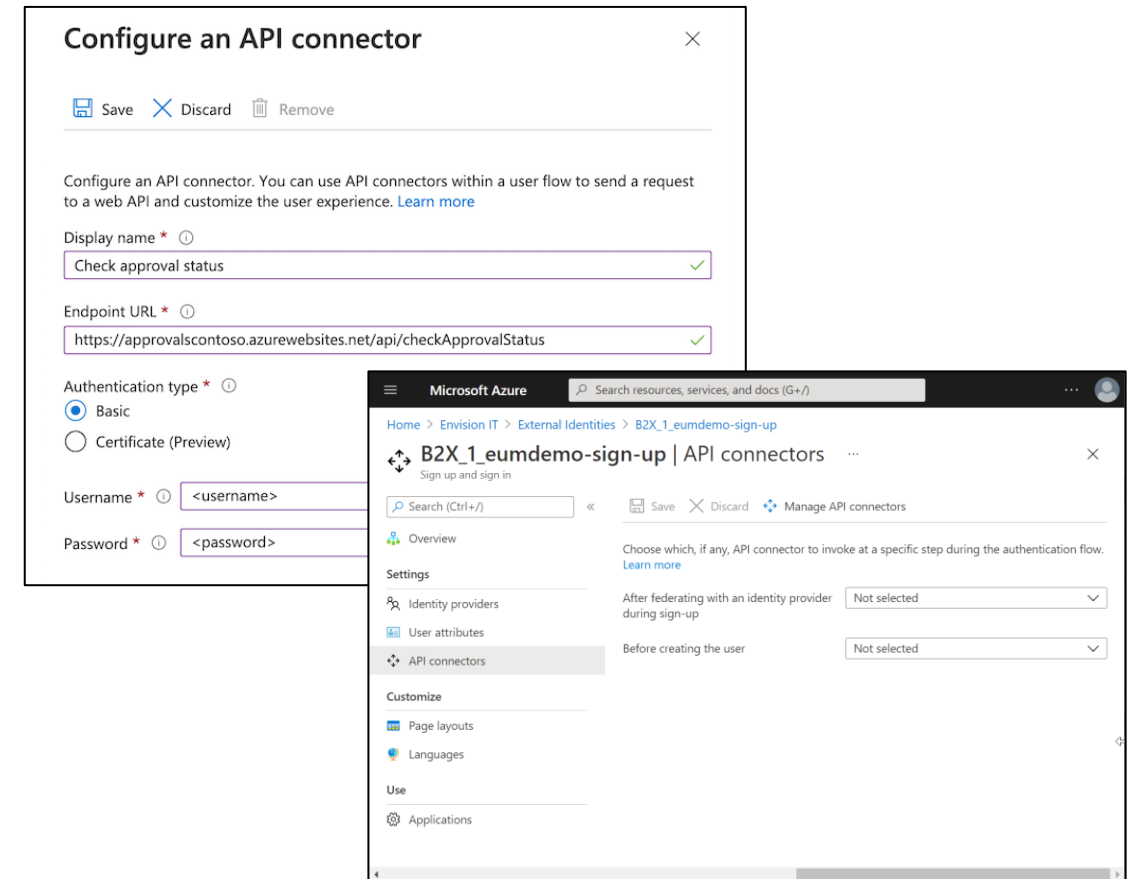 Configure an API connector
Save Discard Remove
Configure an API connector. You can use API connectors within a user flow to send a request
to a web API and customize the user experience. Learn more
Display name *
Check approval status
Endpoint URL *
https://approvalscontoso.azurewebsites.net/api/checkApprovalStatus
Authentication type *
Basic
Certificate (Preview)
Username * <username>
Password * <password>
Microsoft Azure Search resources, services, and docs (G+/) ...
Home > Envision IT > External Identities > B2X_1_eumdemo-sign-up
B2X_1_eumdemo-sign-up | API connectors ...
Sign up and sign in
Search (Ctrl+/) «
Overview
Settings
Identity providers
User attributes
API connectors
Customize
Page layouts
Languages
Use
Applications
Save Discard Manage API connectors
Choose which, if any, API connector to invoke at a specific step during the authentication flow.
Learn more
After federating with an identity provider Not selected
during sign-up
Before creating the user Not selected